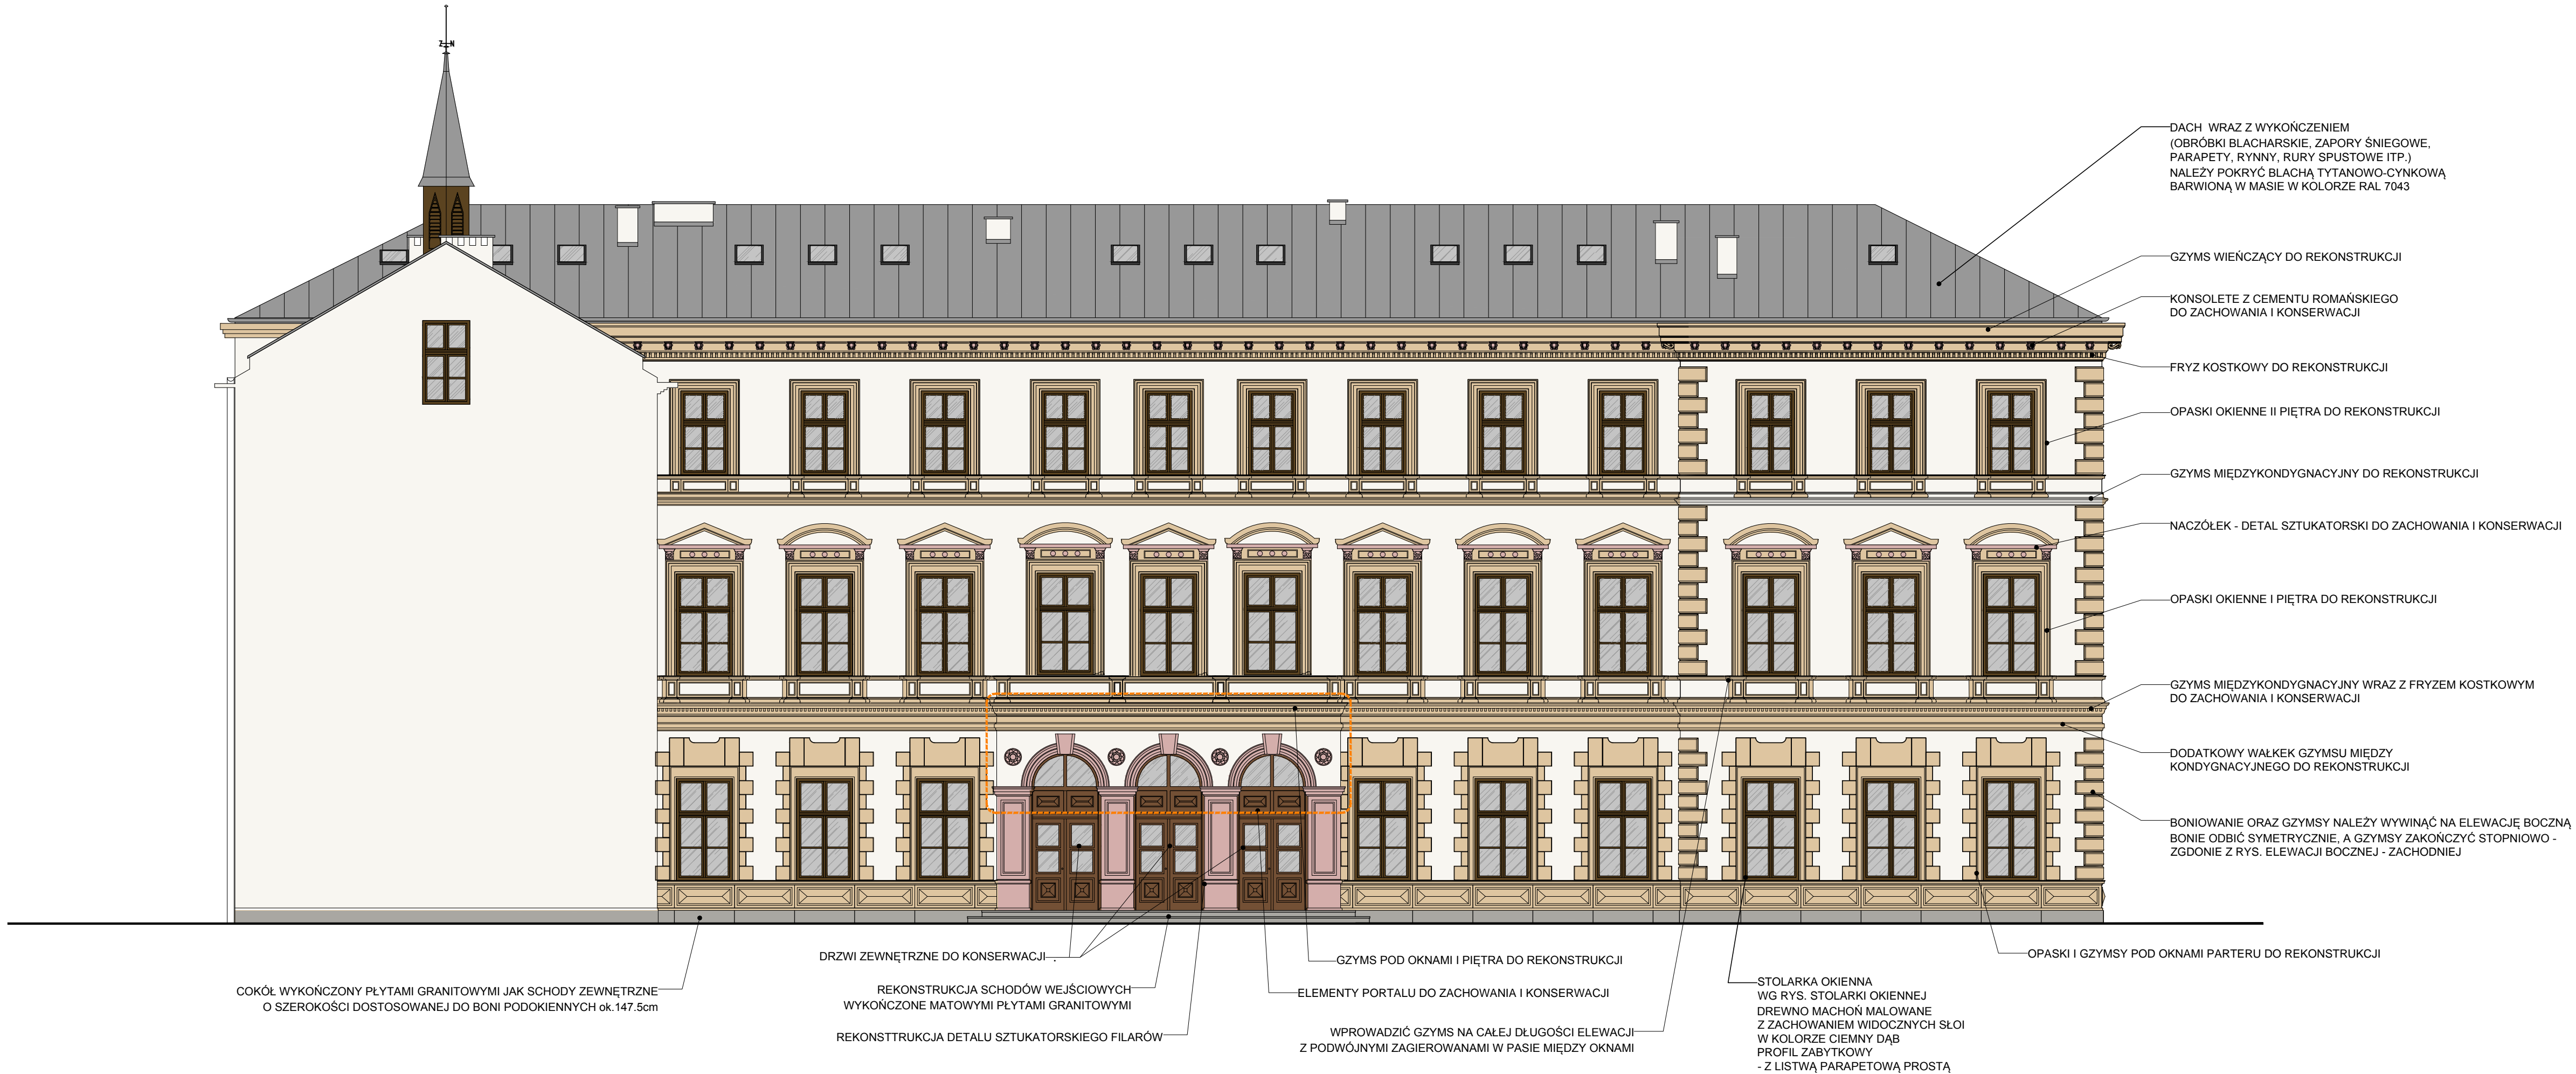 Z N
DACH WRAZ Z WYKOŃCZENIEM
(OBRÓBKI BLACHARSKIE, ZAPORY ŚNIEGOWE,
PARAPETY, RYNNY, RURY SPUSTOWE ITP.)
NALEŻY POKRYĆ BLACHĄ TYTANOWO-CYNKOWĄ
BARWIONĄ W MASIE W KOLORZE RAL 7043
GZYMS WIEŃCZĄCY DO REKONSTRUKCJI
KONSOLETE Z CEMENTU ROMAŃSKIEGO
DO ZACHOWANIA I KONSERWACJI
FRYZ KOSTKOWY DO REKONSTRUKCJI
OPASKI OKIENNE II PIĘTRA DO REKONSTRUKCJI
GZYMS MIĘDZYKONDYGNACYJNY DO REKONSTRUKCJI
NACZÓŁEK - DETAL SZTUKATORSKI DO ZACHOWANIA I KONSERWACJI
OPASKI OKIENNE I PIĘTRA DO REKONSTRUKCJI
GZYMS MIĘDZYKONDYGNACYJNY WRAZ Z FRYZEM KOSTKOWYM
DO ZACHOWANIA I KONSERWACJI
DODATKOWY WAŁKEK GZYMSU MIĘDZY
KONDYGNACYJNEGO DO REKONSTRUKCJI
BONIOWANIE ORAZ GZYMSY NALEŻY WYWINĄĆ NA ELEWACJĘ BOCZNĄ
BONIE ODBIĆ SYMETRYCZNIE, A GZYMSY ZAKOŃCZYĆ STOPNIOWO -
ZGDONIE Z RYS. ELEWACJI BOCZNEJ - ZACHODNIEJ
OPASKI I GZYMSY POD OKNAMI PARTERU DO REKONSTRUKCJI
DRZWI ZEWNĘTRZNE DO KONSERWACJI .
GZYMS POD OKNAMI I PIĘTRA DO REKONSTRUKCJI
COKÓŁ WYKOŃCZONY PŁYTAMI GRANITOWYMI JAK SCHODY ZEWNĘTRZNE
O SZEROKOŚCI DOSTOSOWANEJ DO BONI PODOKIENNYCH ok.147.5cm
REKONSTRUKCJA SCHODÓW WEJŚCIOWYCH
WYKOŃCZONE MATOWYMI PŁYTAMI GRANITOWYMI
ELEMENTY PORTALU DO ZACHOWANIA I KONSERWACJI
REKONSTTRUKCJA DETALU SZTUKATORSKIEGO FILARÓW
WPROWADZIĆ GZYMS NA CAŁEJ DŁUGOŚCI ELEWACJI
Z PODWÓJNYMI ZAGIEROWANAMI W PASIE MIĘDZY OKNAMI
STOLARKA OKIENNA
WG RYS. STOLARKI OKIENNEJ
DREWNO MACHOŃ MALOWANE
Z ZACHOWANIEM WIDOCZNYCH SŁOI
W KOLORZE CIEMNY DĄB
PROFIL ZABYTKOWY
- Z LISTWĄ PARAPETOWĄ PROSTĄ